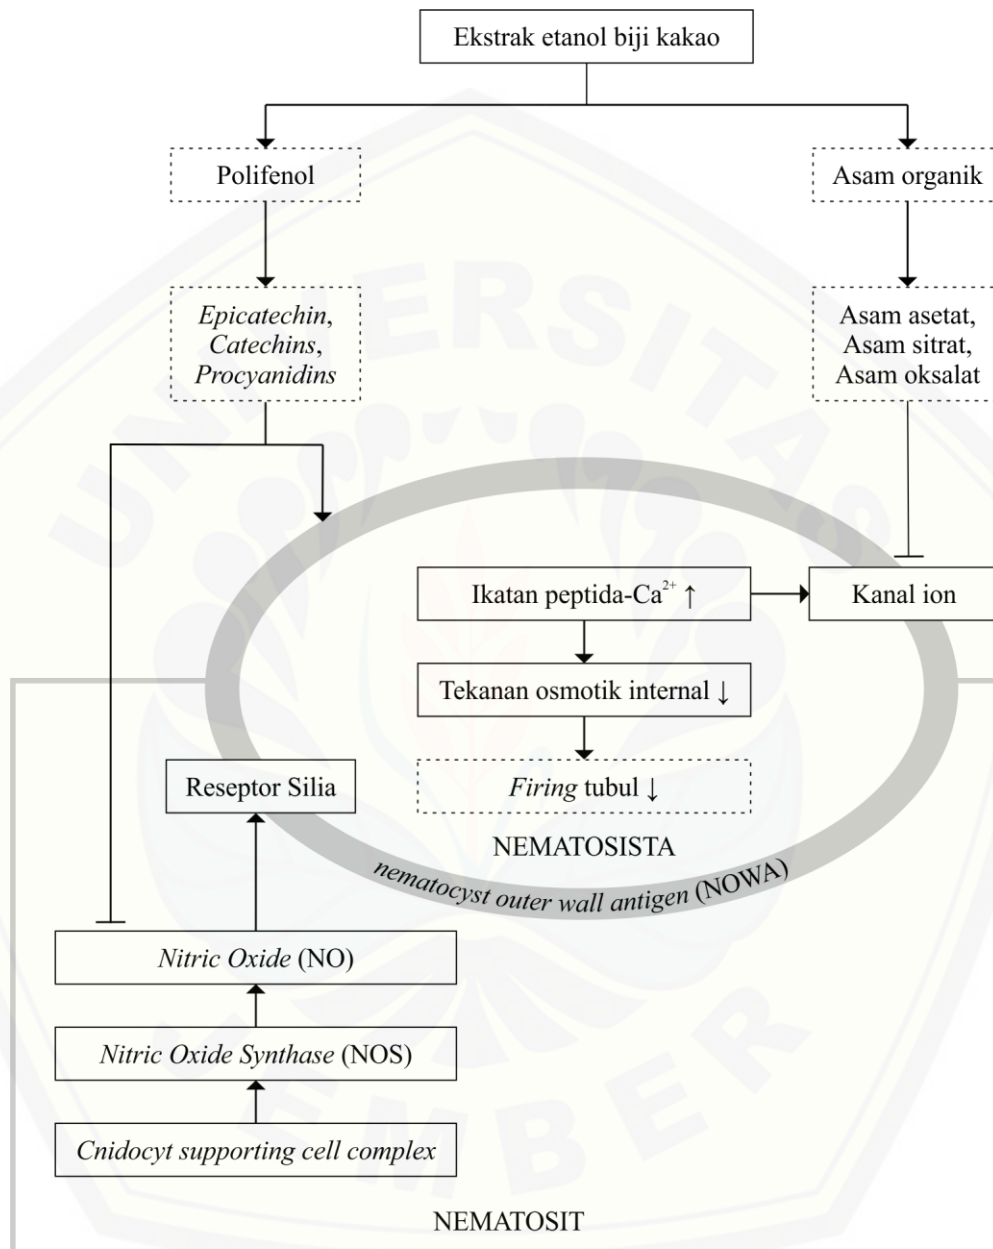 Ekstrak etanol biji kakao
Polifenol
Asam organik
Epicatechin,
Catechins,
Procyanidins
Asam asetat,
Asam sitrat,
Asam oksalat
Ikatan peptida-Ca²⁺ ↑
Kanal ion
Tekanan osmotik internal ↓
Reseptor Silia
Firing tubul ↓
NEMATOSISTA
nematocyst outer wall antigen (NOWA)
Nitric Oxide (NO)
Nitric Oxide Synthase (NOS)
Cnidocyt supporting cell complex
NEMATOSIT
UNIVERSITAS
JEMBER